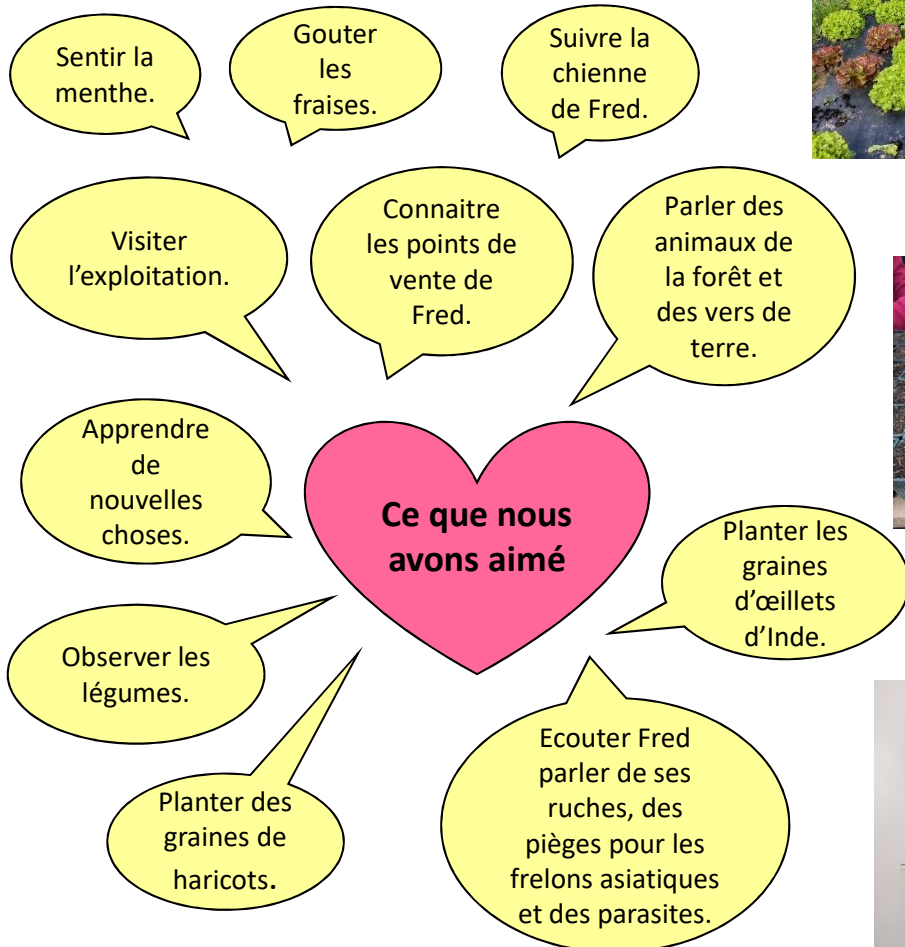 Sentir la
menthe.
Gouter
les
fraises.
Suivre la
chienne
de Fred.
Visiter
l’exploitation.
Connaitre
les points de
vente de
Fred.
Parler des
animaux de
la forêt et
des vers de
terre.
Apprendre
de
nouvelles
choses.
Ce que nous
avons aimé
Planter les
graines
d’œillets
d’Inde.
Observer les
légumes.
Planter des
graines de
haricots.
Ecouter Fred
parler de ses
ruches, des
pièges pour les
frelons asiatiques
et des parasites.